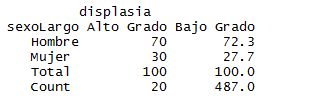 displasia
sexoLargo Alto Grado Bajo Grado
Hombre 70 72.3
Mujer 30 27.7
Total 100 100.0
Count 20 487.0